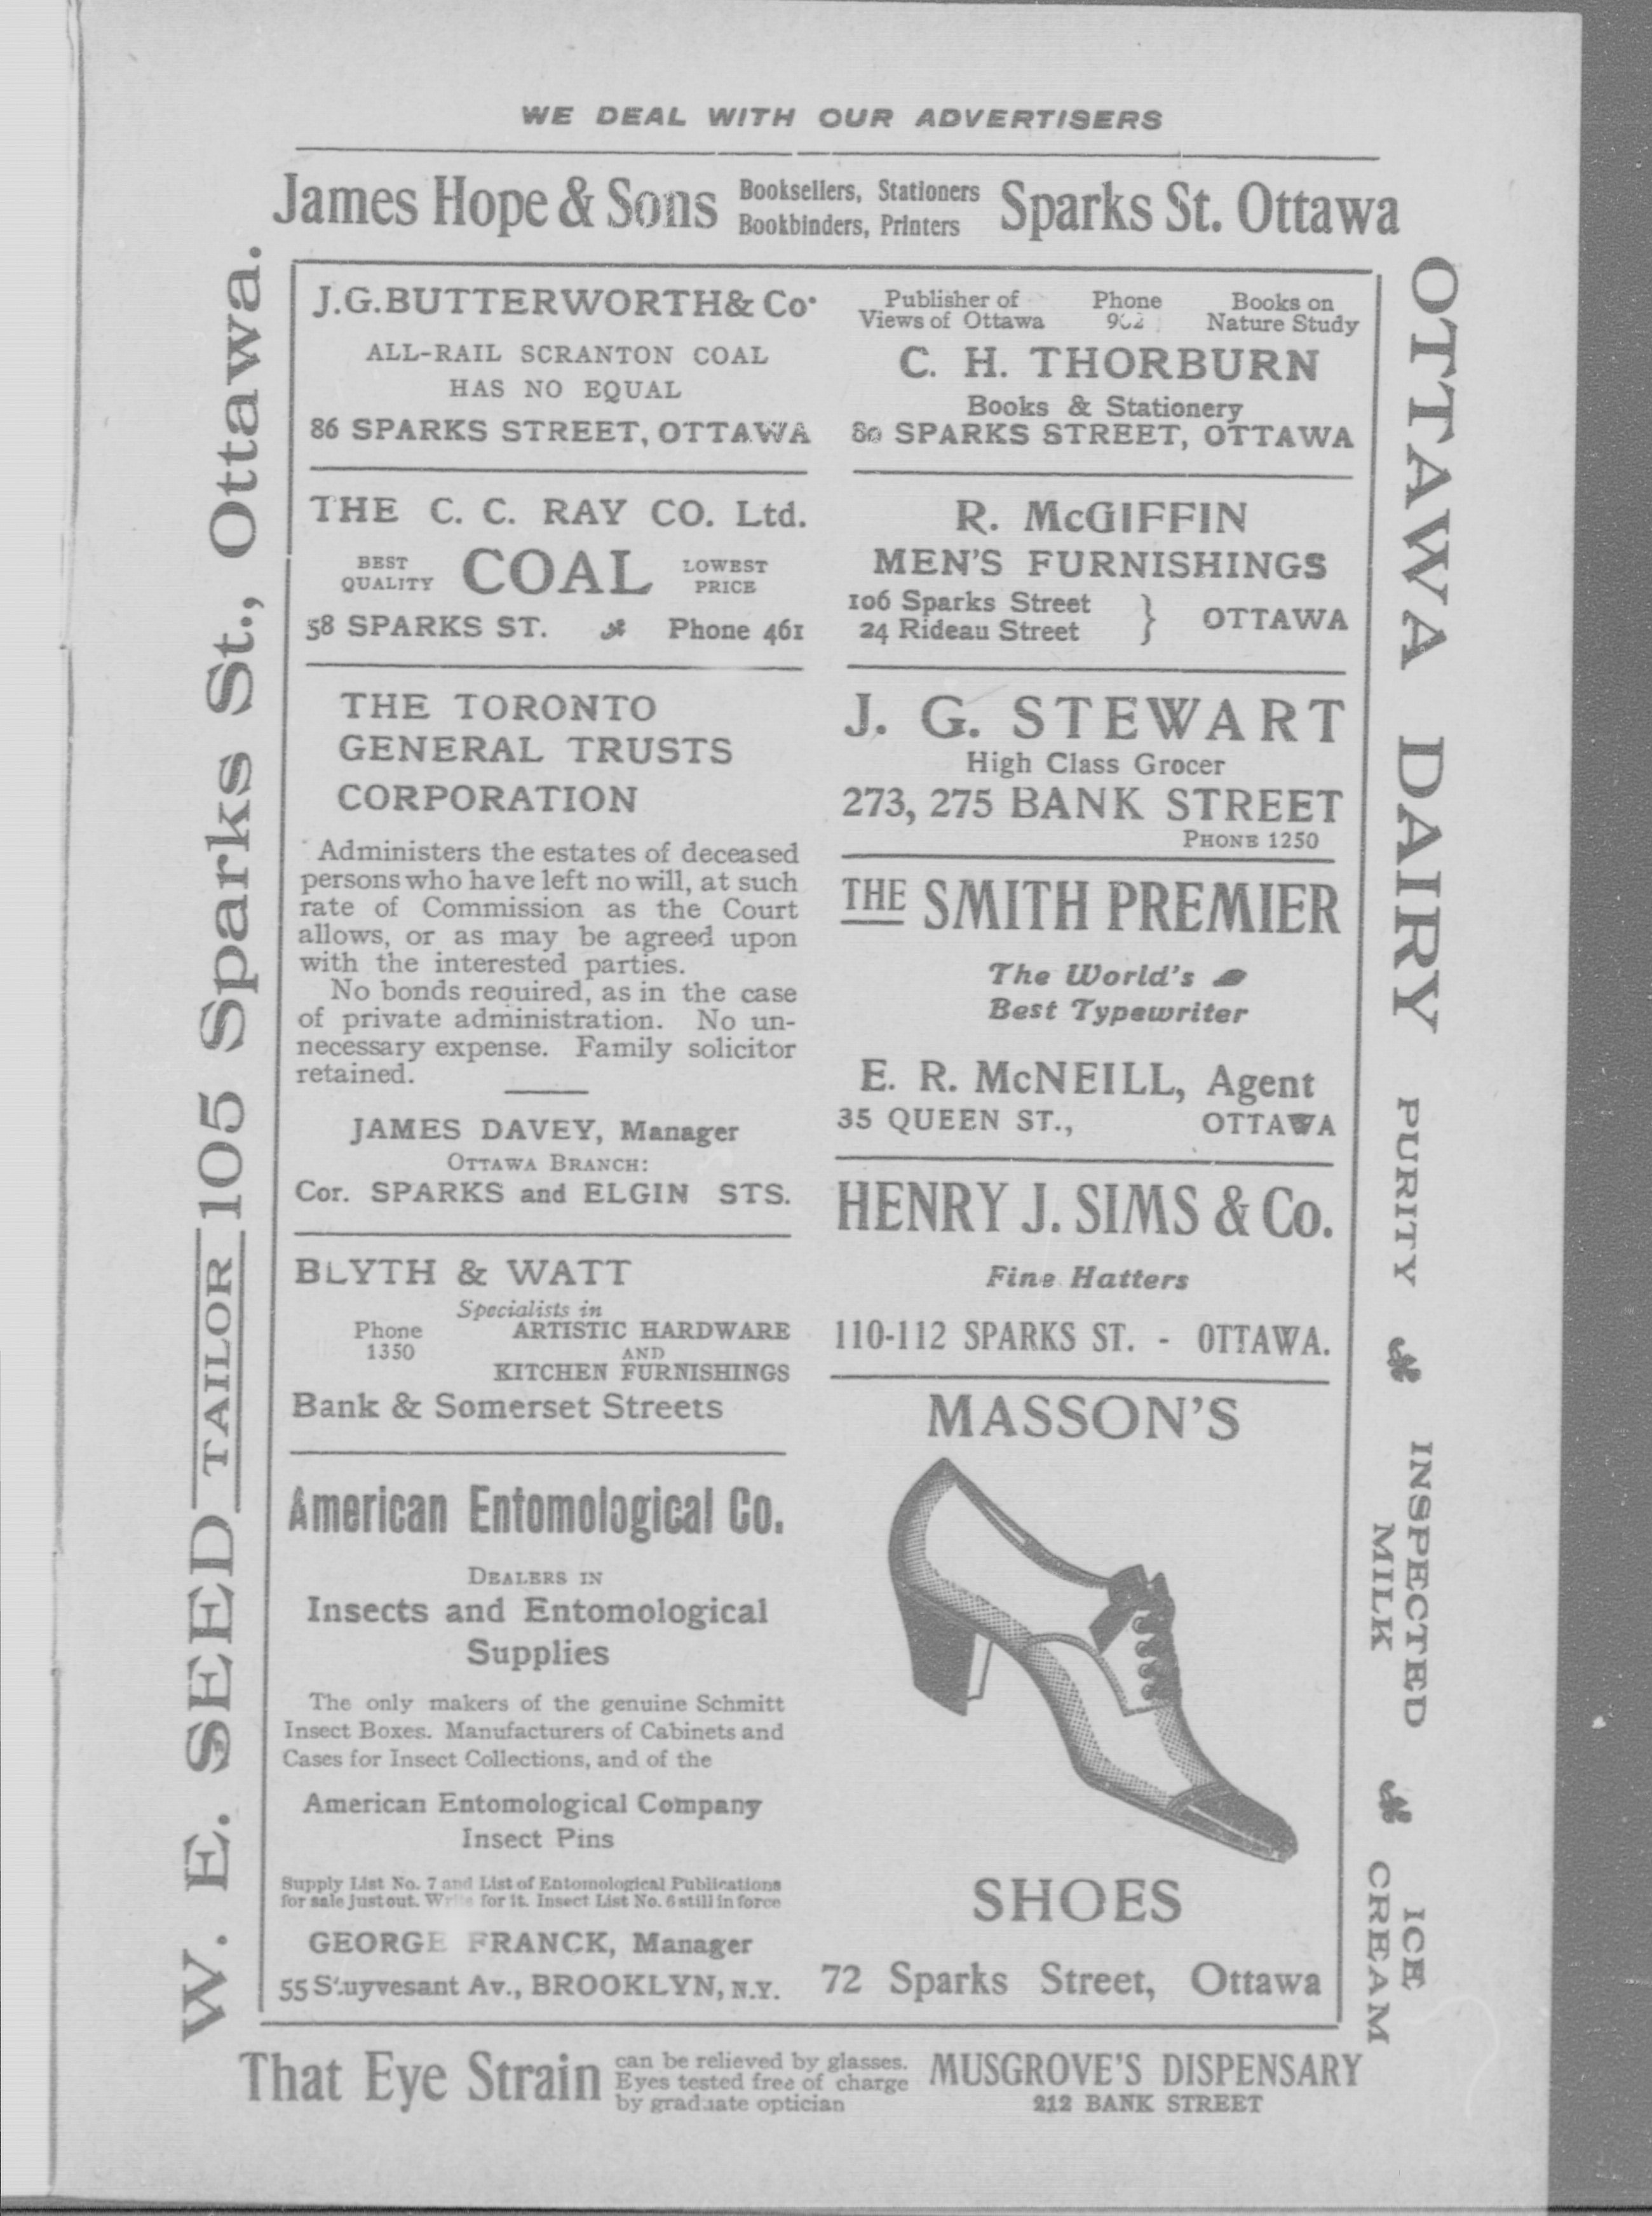 WE DEAL WITH OUR ADVERTISERS
James Hope & Sons Booksellers, Stationers Sparks St. Ottawa
Bookbinders, Printers
W. E. SEED TAILOR 105 Sparks St., Ottawa.
J.G.BUTTERWORTH& Co.
ALL-RAIL SCRANTON COAL
HAS NO EQUAL
86 SPARKS STREET, OTTAWA
THE C. C. RAY CO. Ltd.
BEST QUALITY COAL LOWEST PRICE
58 SPARKS ST. Phone 461
THE TORONTO
GENERAL TRUSTS
CORPORATION
Administers the estates of deceased
persons who have left no will, at such
rate of Commission as the Court
allows, or as may be agreed upon
with the interested parties.
No bonds required, as in the case
of private administration. No un-
necessary expense. Family solicitor
retained.
JAMES DAVEY, Manager
OTTAWA BRANCH:
Cor. SPARKS and ELGIN STS.
BLYTH & WATT
Specialists in
Phone 1350
ARTISTIC HARDWARE
AND
KITCHEN FURNISHINGS
Bank & Somerset Streets
American Entomological Co.
DEALERS IN
Insects and Entomological
Supplies
The only makers of the genuine Schmitt
Insect Boxes. Manufacturers of Cabinets and
Cases for Insect Collections, and of the
American Entomological Company
Insect Pins
Supply List No. 7 and List of Entomological Publications
for sale just out. Write for it. Insect List No. 6 still in force
GEORGE FRANCK, Manager
55 Stuyvesant Av., BROOKLYN, N.Y.
Publisher of Phone Books on
Views of Ottawa Nature Study
C. H. THORBURN
Books & Stationery
80 SPARKS STREET, OTTAWA
R. McGIFFIN
MEN'S FURNISHINGS
106 Sparks Street
24 Rideau Street } OTTAWA
J. G. STEWART
High Class Grocer
273, 275 BANK STREET
PHONE 1250
THE SMITH PREMIER
The World's
Best Typewriter
E. R. McNEILL, Agent
35 QUEEN ST., OTTAWA
HENRY J. SIMS & Co.
Fine Hatters
110-112 SPARKS ST. - OTTAWA.
MASSON'S
SHOES
72 Sparks Street, Ottawa
OTTAWA DAIRY PURITY INSPECTED MILK ICE CREAM
That Eye Strain can be relieved by glasses. MUSGROVE'S DISPENSARY
Eyes tested free of charge
by graduate optician 212 BANK STREET